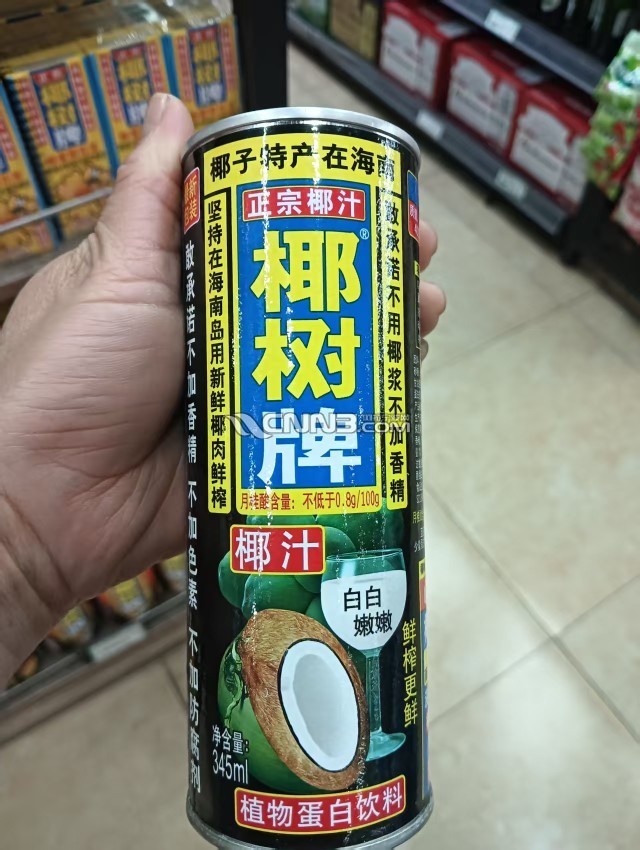 椰子特产在海南
正宗椰汁
椰树牌
®
坚持在海南岛用新鲜椰肉鲜榨
敢承诺不用椰浆不加香精
敢承诺不加香精 不加色素 不加防腐剂
月桂酸含量：不低于0.8g/100g
CNN3.com
椰汁
白白
嫩嫩
鲜榨更鲜
净含量：
345ml
植物蛋白饮料